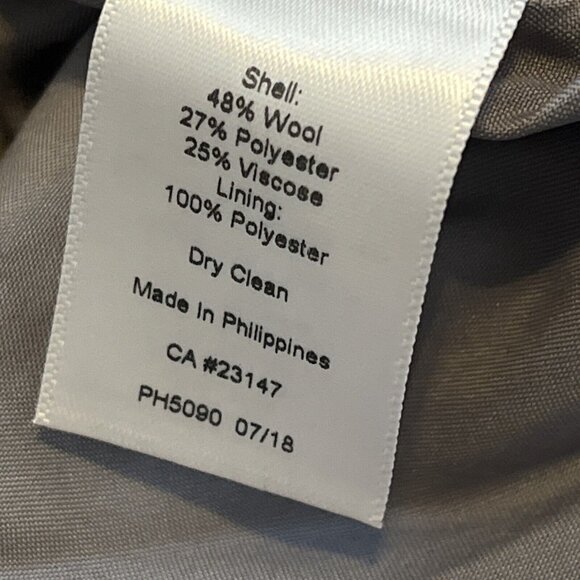 Shell:
48% Wool
27% Polyester
25% Viscose
Lining:
100% Polyester
Dry Clean
Made In Philippines
CA #23147
PH5090 07/18